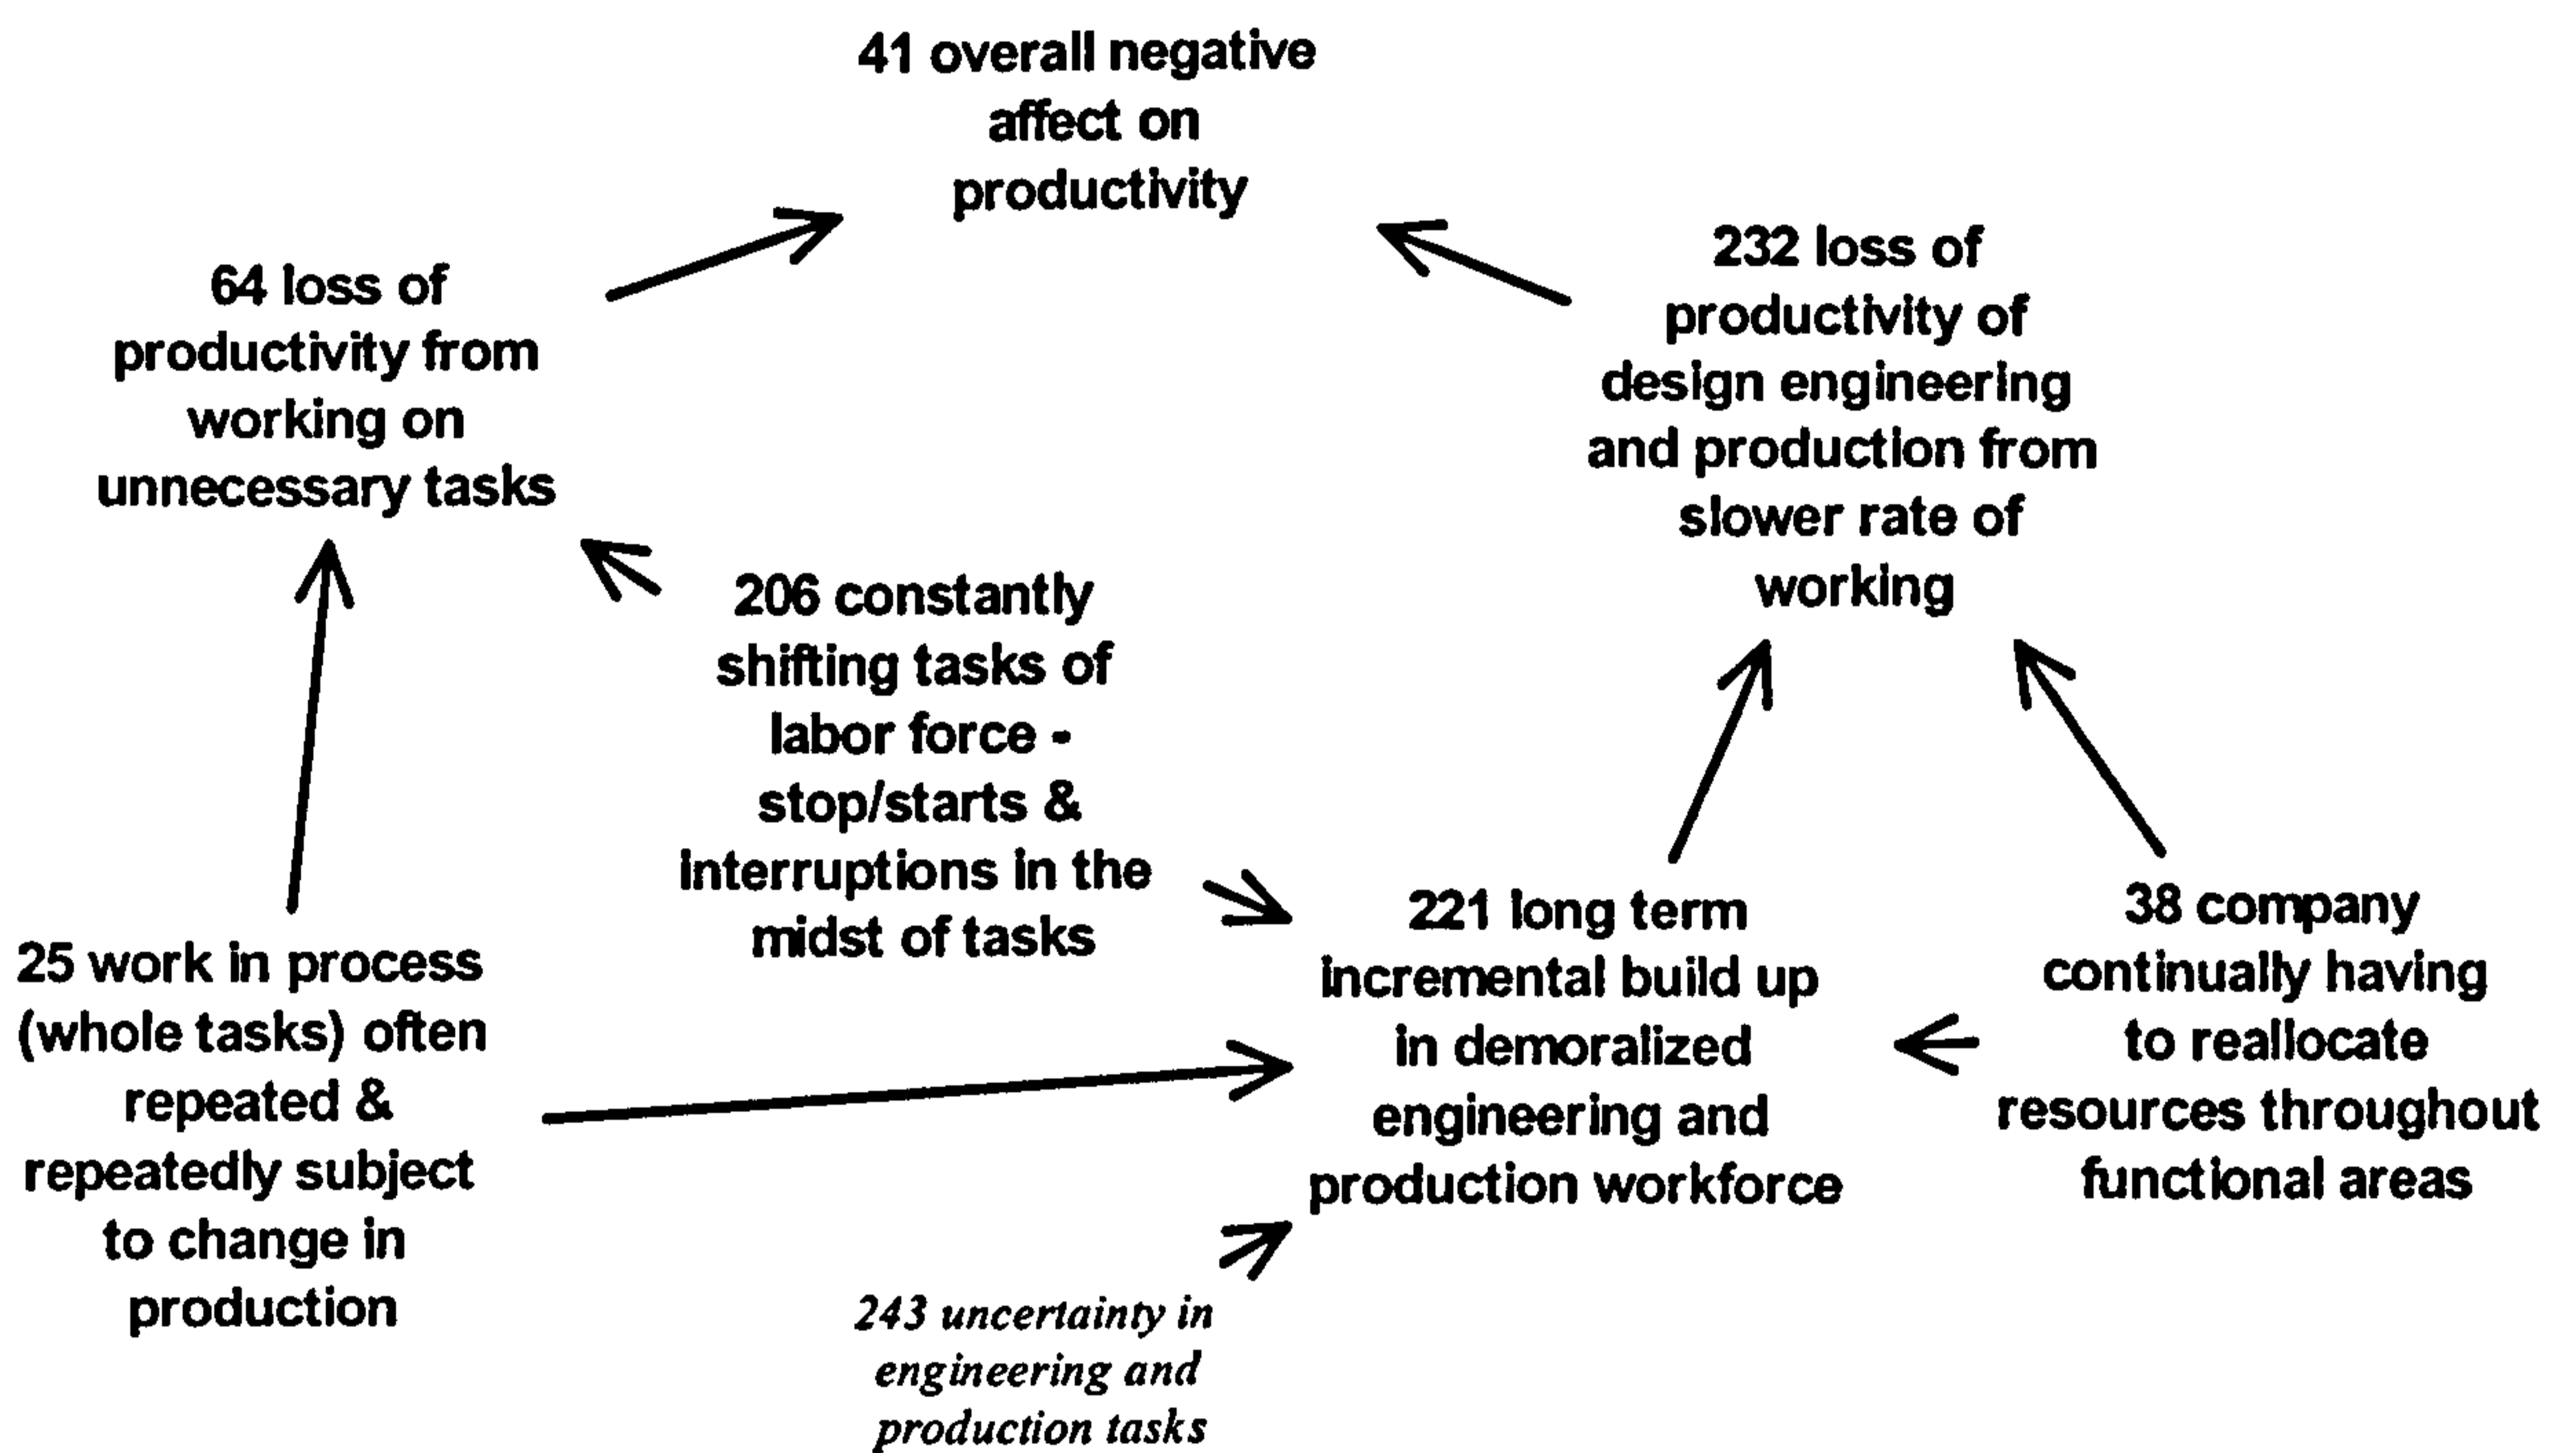 41 overall negative
affect on
productivity
64 loss of
productivity from
working on
unnecessary tasks
232 loss of
productivity of
design engineering
and production from
slower rate of
working
206 constantly
shifting tasks of
labor force -
stop/starts &
interruptions in the
midst of tasks
25 work in process
(whole tasks) often
repeated &
repeatedly subject
to change in
production
221 long term
incremental build up
in demoralized
engineering and
production workforce
38 company
continually having
to reallocate
resources throughout
functional areas
243 uncertainty in
engineering and
production tasks